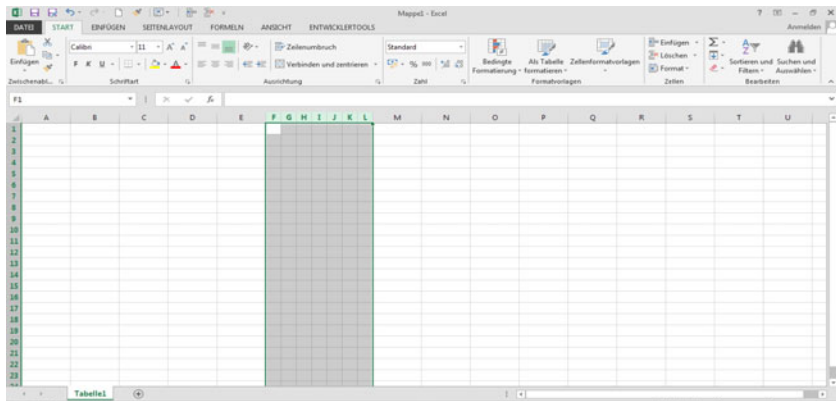 Mappe1 - Excel
DATEI START EINFÜGEN SEITENLAYOUT FORMELN ANSICHT ENTWICKLERTOOLS Anmelden
Calibri 11 Zeilenumbruch Standard Einfügen Σ
Einfügen F K U A Verbinden und zentrieren % Bedingte Formatierung Als Tabelle formatieren Zellenformatvorlagen Löschen Format Sortieren und Filtern Suchen und Auswählen
Zwischenabl... Schriftart Ausrichtung Zahl Formatvorlagen Zellen Bearbeiten
F1 fx
A B C D E F G H I J K L M N O P Q R S T U
1
2
3
4
5
6
7
8
9
10
11
12
13
14
15
16
17
18
19
20
21
22
23
Tabelle1